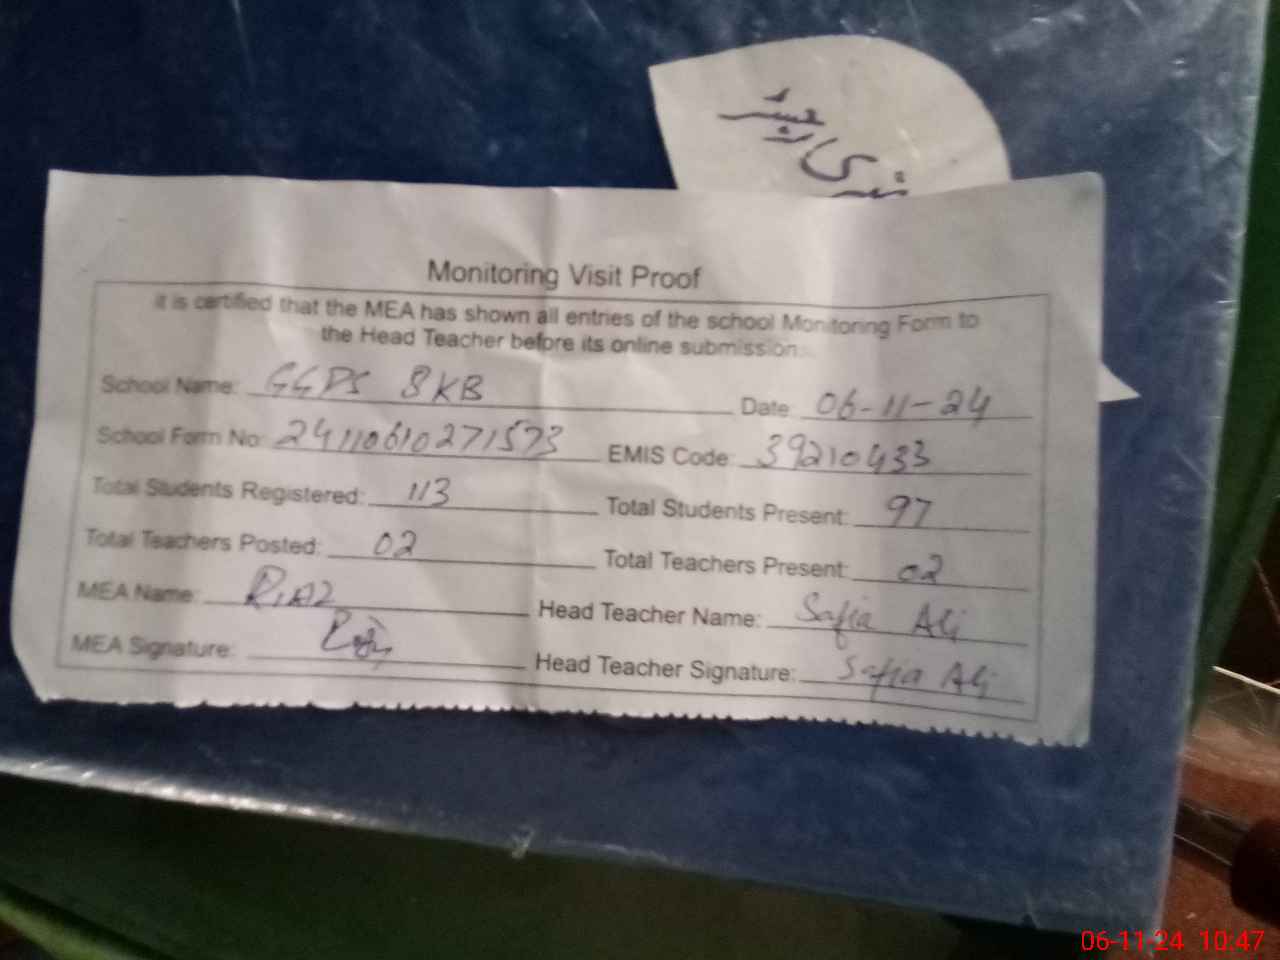 Monitoring Visit Proof
it is certified that the MEA has shown all entries of the school Monitoring Form to
the Head Teacher before its online submission.
School Name: GGPS 8KB Date: 06-11-24
School Form No: 24110610271573 EMIS Code: 39210433
Total Students Registered: 113 Total Students Present: 97
Total Teachers Posted: 02 Total Teachers Present: 02
MEA Name: RiAZ Head Teacher Name: Safia Ali
MEA Signature: Head Teacher Signature: Safia Ali
06-11-24 10:47